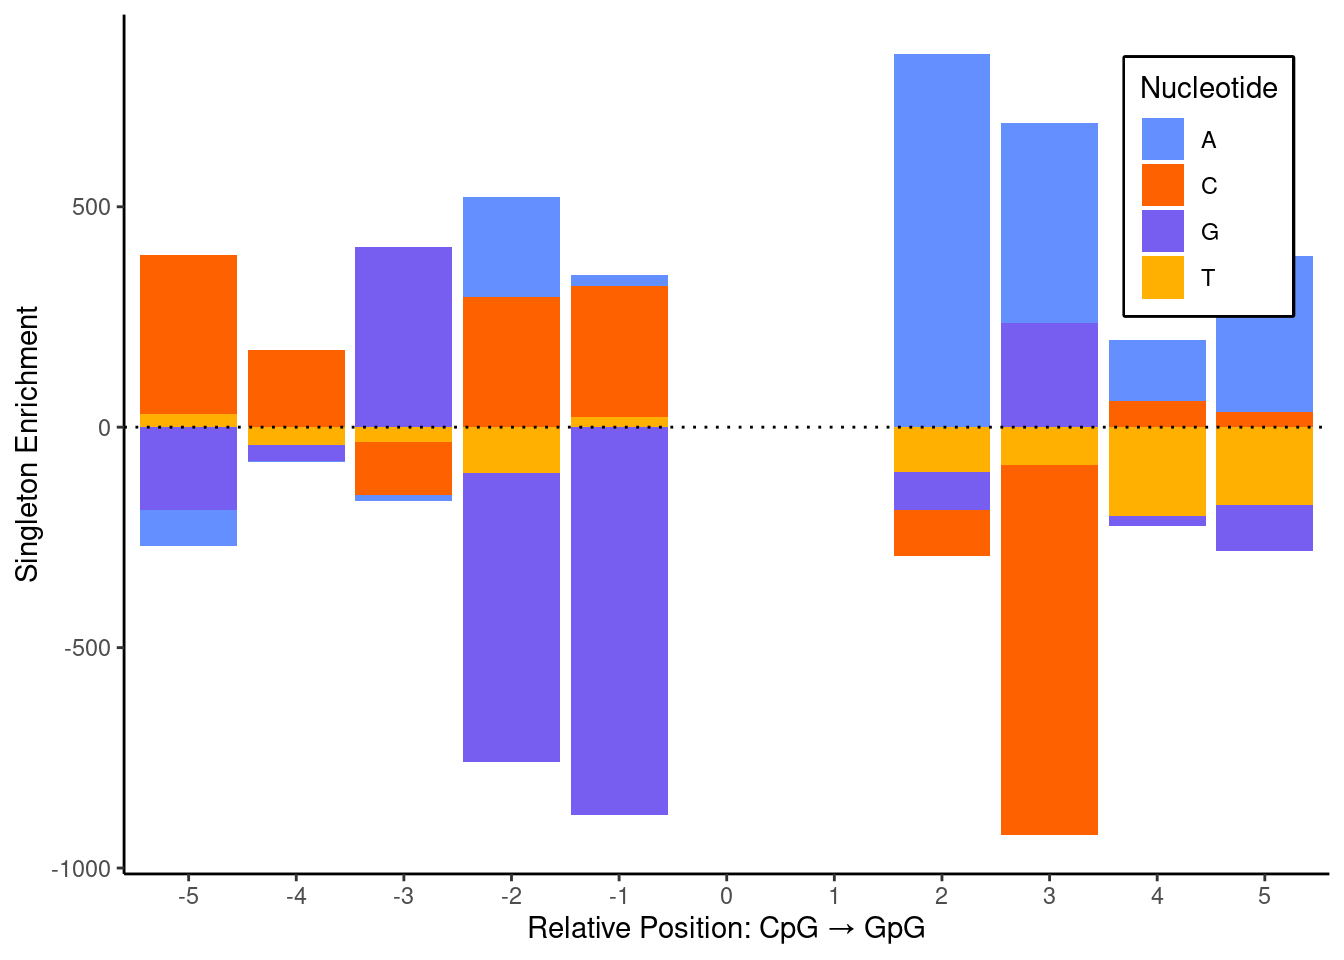 Nucleotide
A
C
G
T
Singleton Enrichment
500
0
-500
-1000
-5 -4 -3 -2 -1 0 1 2 3 4 5
Relative Position: CpG → GpG